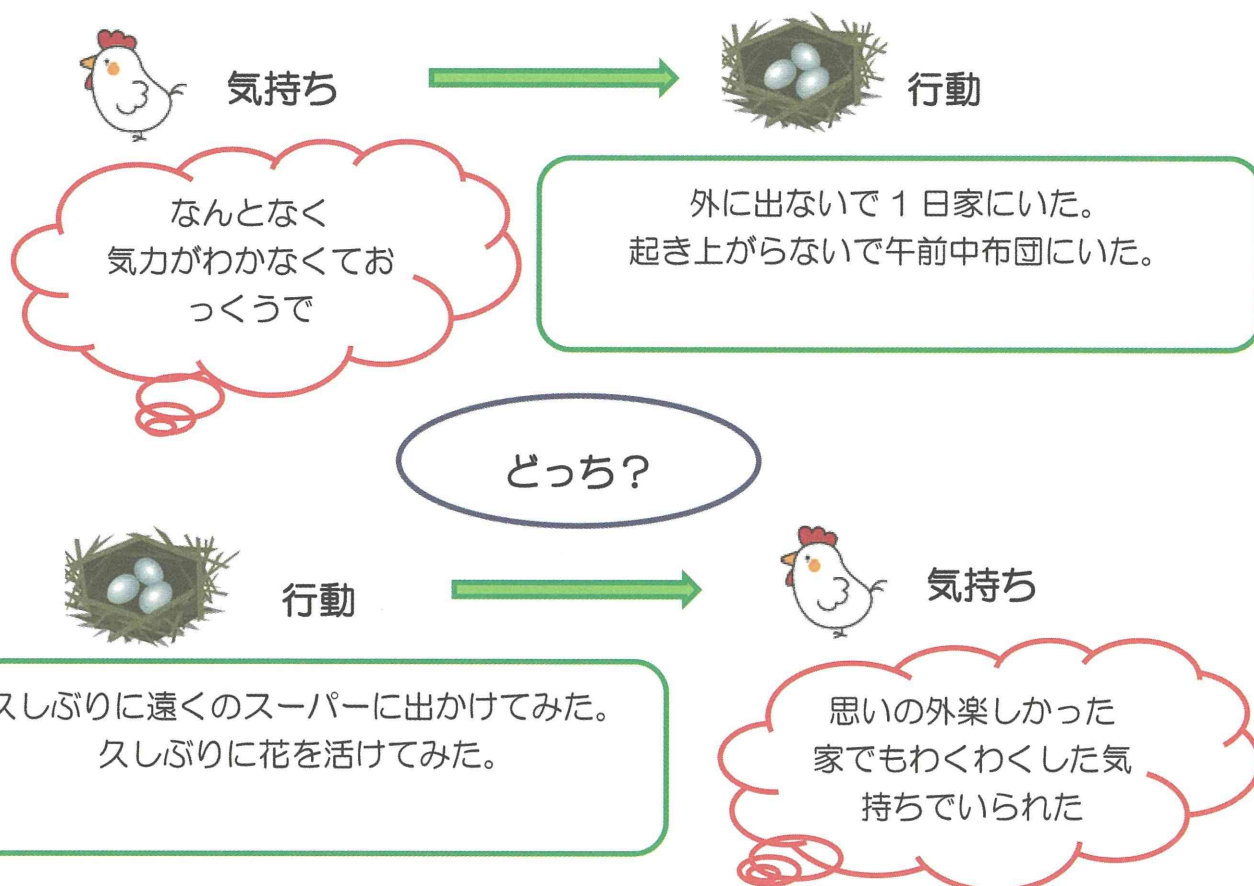 気持ち
行動
なんとなく
気力がわかなくてお
っくうで
外に出ないで 1 日家にいた。
起き上がらないで午前中布団にいた。
どっち？
行動
気持ち
しぶりに遠くのスーパーに出かけてみた。
久しぶりに花を活けてみた。
思いの外楽しかった
家でもわくわくした気
持ちでいられた